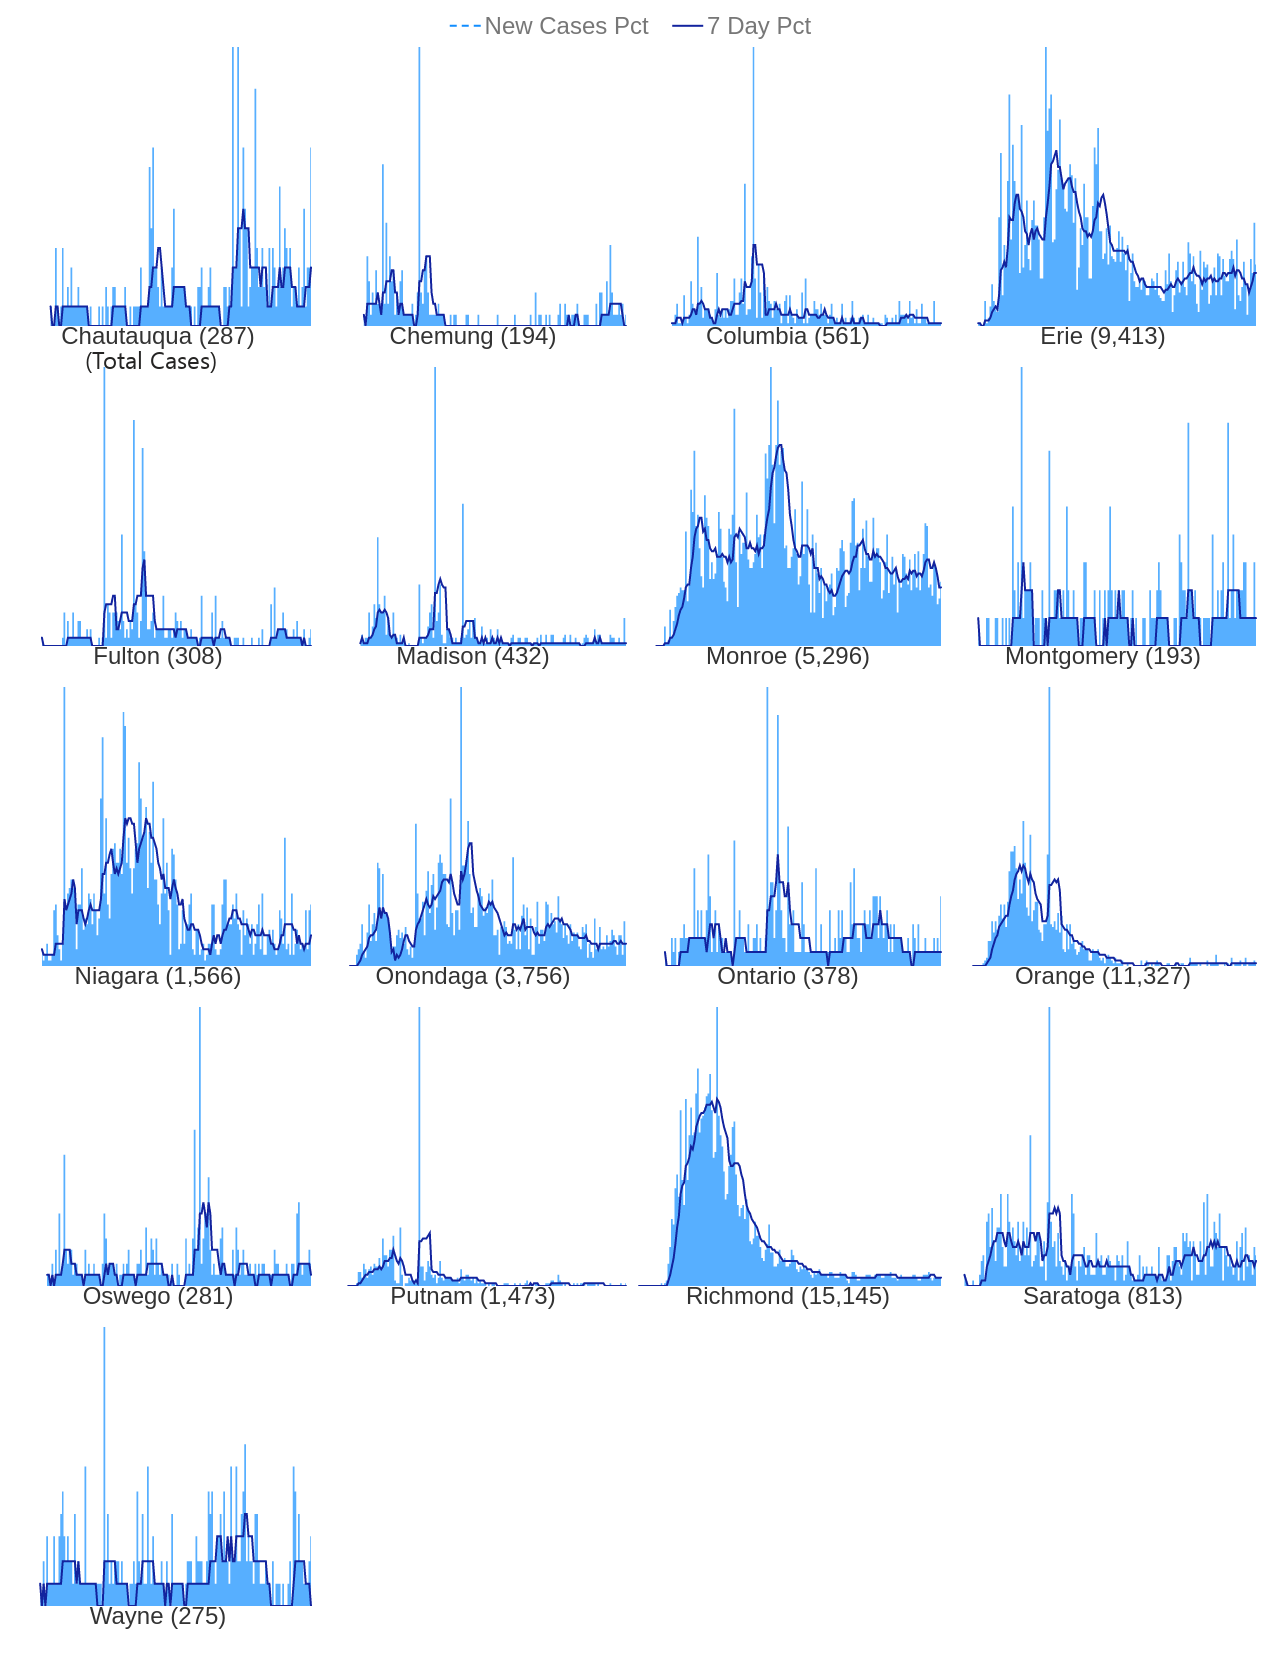 New Cases Pct 7 Day Pct
Chautauqua (287) Chemung (194) Columbia (561) Erie (9,413)
(Total Cases)
Fulton (308) Madison (432) Monroe (5,296) Montgomery (193)
Niagara (1,566) Onondaga (3,756) Ontario (378) Orange (11,327)
Oswego (281) Putnam (1,473) Richmond (15,145) Saratoga (813)
Wayne (275)